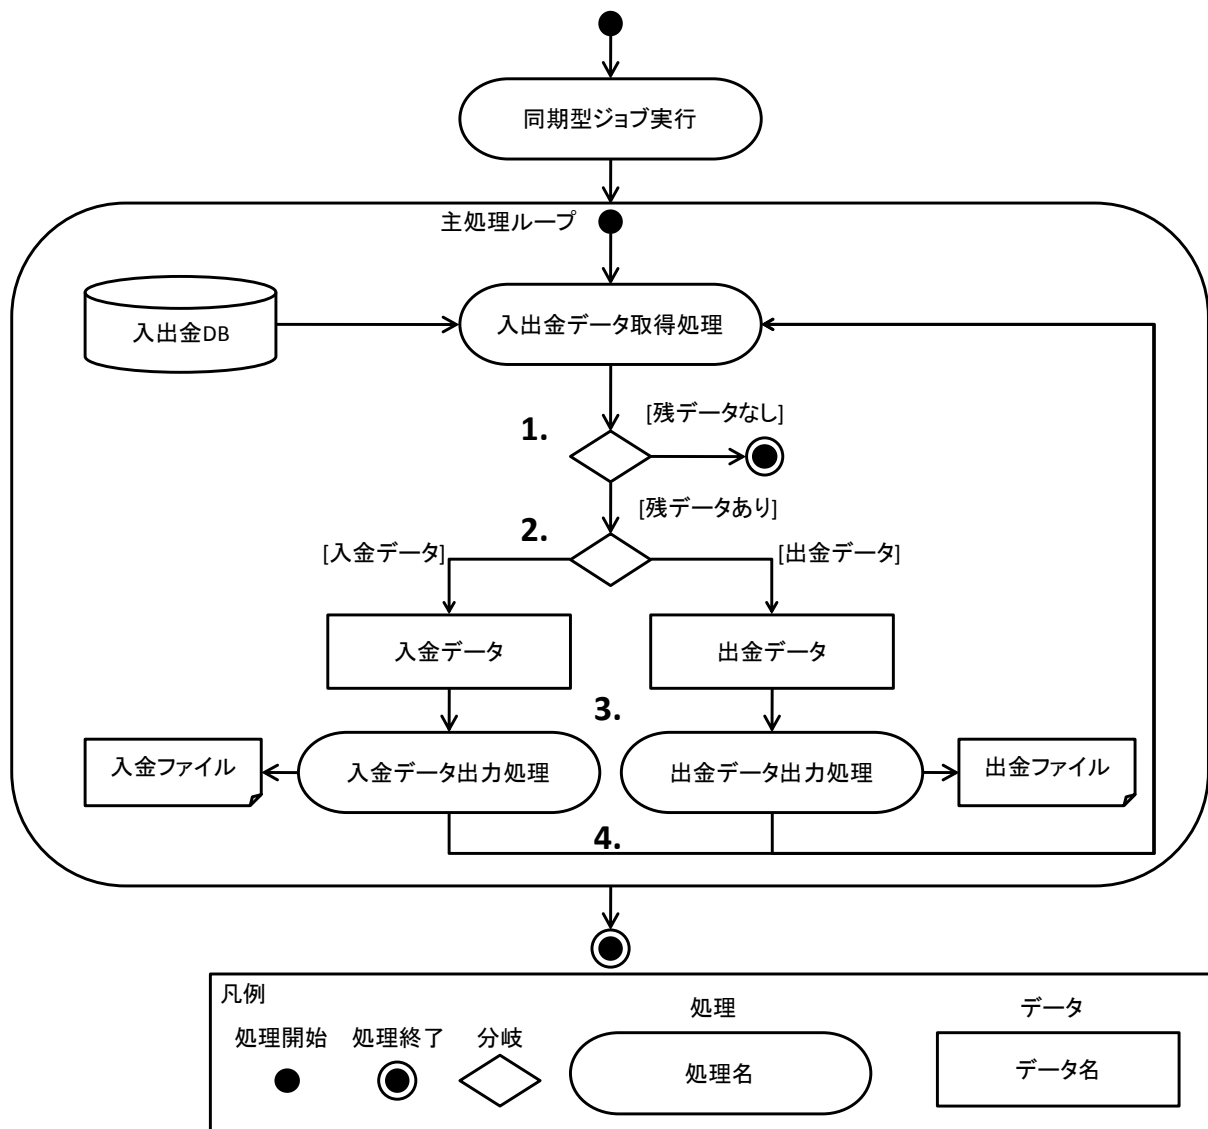 同期型ジョブ実行
主処理ループ
入出金DB
入出金データ取得処理
[残データなし]
1.
[残データあり]
2.
[入金データ]
[出金データ]
入金データ
出金データ
3.
入金ファイル
入金データ出力処理
出金データ出力処理
出金ファイル
4.
凡例
処理
データ
処理開始
処理終了
分岐
処理名
データ名